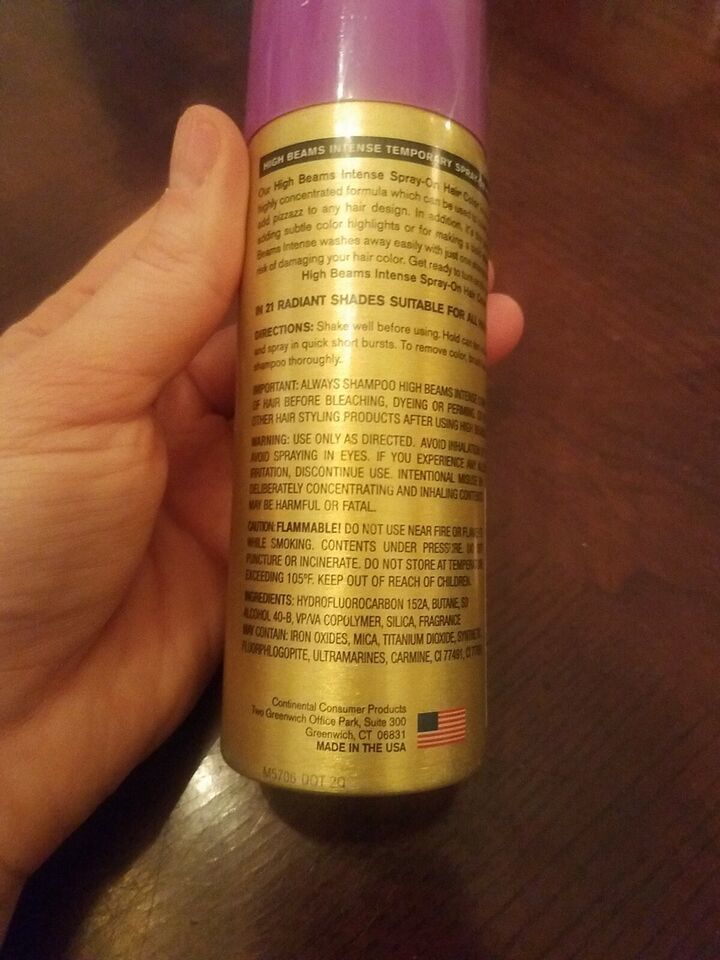 HIGH BEAMS INTENSE TEMPORARY SPRAY
Our High Beams Intense Spray-On Hair Color
highly concentrated formula which can be used
add pizzazz to any hair design. In addition, it's
adding subtle color highlights or for making a
Beams Intense washes away easily with just one
risk of damaging your hair color. Get ready to
High Beams Intense Spray-On Hair
IN 21 RADIANT SHADES SUITABLE FOR ALL
DIRECTIONS: Shake well before using. Hold can
and spray in quick short bursts. To remove color,
shampoo thoroughly.
IMPORTANT: ALWAYS SHAMPOO HIGH BEAMS INTENSE
OF HAIR BEFORE BLEACHING, DYEING OR PERMING.
OTHER HAIR STYLING PRODUCTS AFTER USING HIGH
WARNING: USE ONLY AS DIRECTED. AVOID INHALATION
AVOID SPRAYING IN EYES. IF YOU EXPERIENCE ANY
IRRITATION, DISCONTINUE USE. INTENTIONAL MISUSE
DELIBERATELY CONCENTRATING AND INHALING CONTENTS
MAY BE HARMFUL OR FATAL.
CAUTION: FLAMMABLE! DO NOT USE NEAR FIRE OR
WHILE SMOKING. CONTENTS UNDER PRESSURE. DO NOT
PUNCTURE OR INCINERATE. DO NOT STORE AT
EXCEEDING 105°F. KEEP OUT OF REACH OF CHILDREN.
INGREDIENTS: HYDROFLUOROCARBON 152A, BUTANE, SD
ALCOHOL 40-B, VP/VA COPOLYMER, SILICA, FRAGRANCE
MAY CONTAIN: IRON OXIDES, MICA, TITANIUM DIOXIDE,
FLUORPHLOGOPITE, ULTRAMARINES, CARMINE, CI 77491,
Continental Consumer Products
Two Greenwich Office Park, Suite 300
Greenwich, CT 06831
MADE IN THE USA
M5706 DOT 2Q